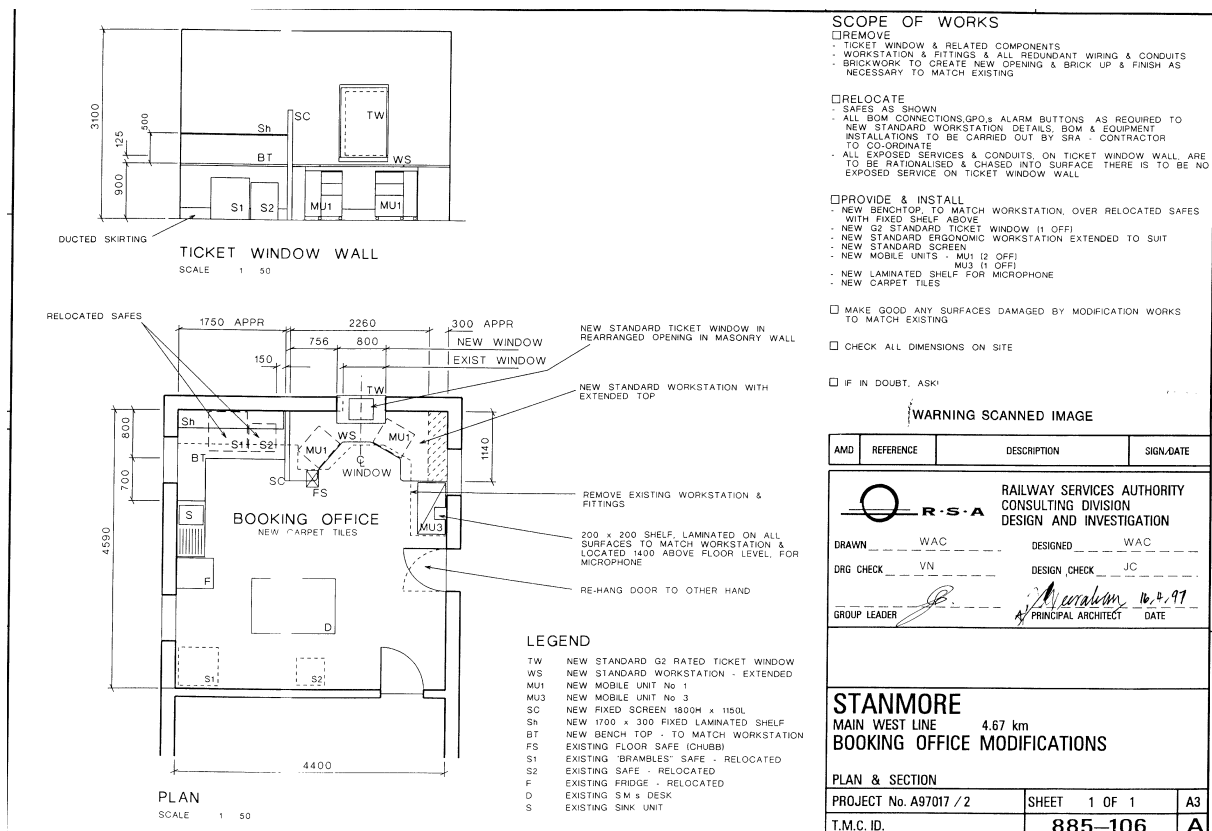 3100
900
125
500
Sh
BT
SC
TW
WS
S1
S2
MU1
MU1
DUCTED SKIRTING
TICKET WINDOW WALL
SCALE 1 50
RELOCATED SAFES
1750 APPR
2260
300 APPR
756
800
NEW WINDOW
150
EXIST WINDOW
TW
Sh
S1
S2
MU1
WS
MU1
BT
C
L
WINDOW
SC
FS
800
700
4590
1140
S
BOOKING OFFICE
NEW CARPET TILES
MU3
F
D
S1
S2
4400
PLAN
SCALE 1 50
NEW STANDARD TICKET WINDOW IN
REARRANGED OPENING IN MASONRY WALL
NEW STANDARD WORKSTATION WITH
EXTENDED TOP
REMOVE EXISTING WORKSTATION &
FITTINGS
200 x 200 SHELF, LAMINATED ON ALL
SURFACES TO MATCH WORKSTATION &
LOCATED 1400 ABOVE FLOOR LEVEL, FOR
MICROPHONE
RE-HANG DOOR TO OTHER HAND
LEGEND
TW NEW STANDARD G2 RATED TICKET WINDOW
WS NEW STANDARD WORKSTATION - EXTENDED
MU1 NEW MOBILE UNIT No 1
MU3 NEW MOBILE UNIT No 3
SC NEW FIXED SCREEN 1800H x 1150L
Sh NEW 1700 x 300 FIXED LAMINATED SHELF
BT NEW BENCH TOP - TO MATCH WORKSTATION
FS EXISTING FLOOR SAFE (CHUBB)
S1 EXISTING "BRAMBLES" SAFE - RELOCATED
S2 EXISTING SAFE - RELOCATED
F EXISTING FRIDGE - RELOCATED
D EXISTING S M s DESK
S EXISTING SINK UNIT
SCOPE OF WORKS
REMOVE
- TICKET WINDOW & RELATED COMPONENTS
- WORKSTATION & FITTINGS & ALL REDUNDANT WIRING & CONDUITS
- BRICKWORK TO CREATE NEW OPENING & BRICK UP & FINISH AS
NECESSARY TO MATCH EXISTING
RELOCATE
- SAFES AS SHOWN
- ALL BOM CONNECTIONS,GPO,s ALARM BUTTONS AS REQUIRED TO
NEW STANDARD WORKSTATION DETAILS, BOM & EQUIPMENT
INSTALLATIONS TO BE CARRIED OUT BY SRA - CONTRACTOR
TO CO-ORDINATE
- ALL EXPOSED SERVICES & CONDUITS, ON TICKET WINDOW WALL, ARE
TO BE RATIONALISED & CHASED INTO SURFACE THERE IS TO BE NO
EXPOSED SERVICE ON TICKET WINDOW WALL
PROVIDE & INSTALL
- NEW BENCHTOP, TO MATCH WORKSTATION, OVER RELOCATED SAFES
WITH FIXED SHELF ABOVE
- NEW G2 STANDARD TICKET WINDOW (1 OFF)
- NEW STANDARD ERGONOMIC WORKSTATION EXTENDED TO SUIT
- NEW STANDARD SCREEN
- NEW MOBILE UNITS - MU1 (2 OFF)
MU3 (1 OFF)
- NEW LAMINATED SHELF FOR MICROPHONE
- NEW CARPET TILES
MAKE GOOD ANY SURFACES DAMAGED BY MODIFICATION WORKS
TO MATCH EXISTING
CHECK ALL DIMENSIONS ON SITE
IF IN DOUBT, ASK!
WARNING SCANNED IMAGE
AMD REFERENCE DESCRIPTION SIGN/DATE
R·S·A
RAILWAY SERVICES AUTHORITY
CONSULTING DIVISION
DESIGN AND INVESTIGATION
DRAWN WAC DESIGNED WAC
DRG CHECK VN DESIGN CHECK JC
16.4.97
GROUP LEADER PRINCIPAL ARCHITECT DATE
STANMORE
MAIN WEST LINE 4.67 km
BOOKING OFFICE MODIFICATIONS
PLAN & SECTION
PROJECT No. A97017 / 2 SHEET 1 OF 1 A3
T.M.C. ID. 885-106 A